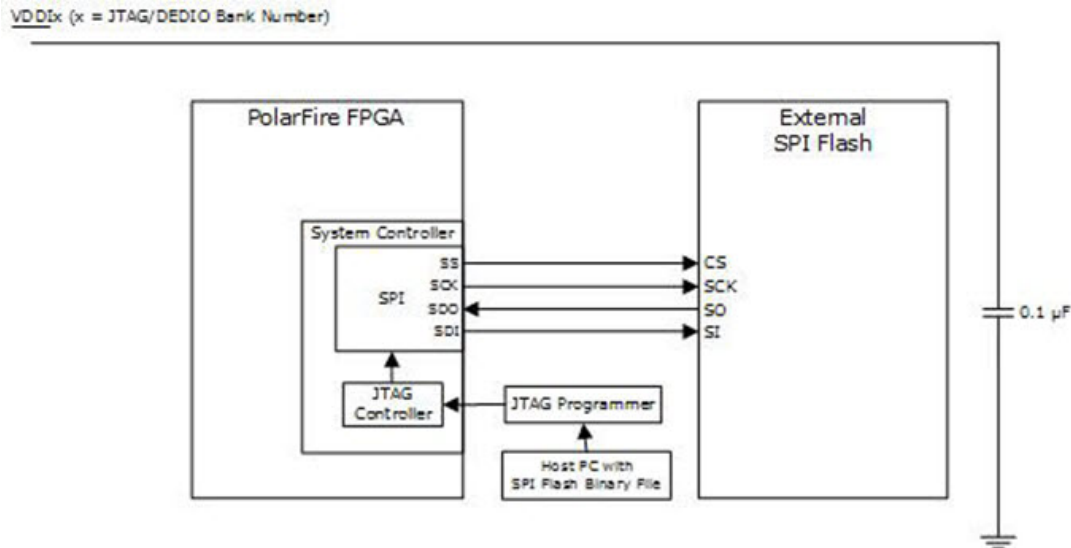 VDDIx (x = JTAG/DEDIO Bank Number)
PolarFire FPGA
External
SPI Flash
System Controller
SPI
SS
SCK
SDO
SDI
CS
SCK
SO
SI
0.1 µF
JTAG
Controller
JTAG Programmer
Host PC with
SPI Flash Binary File